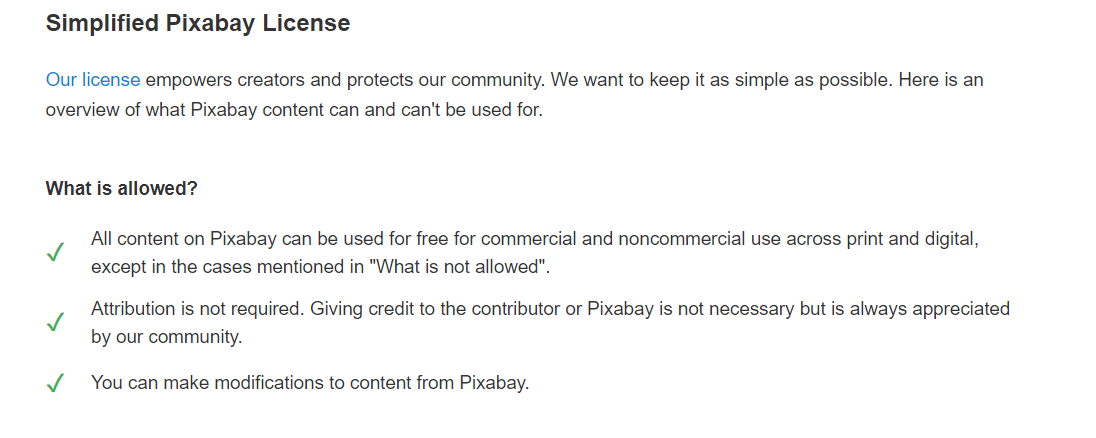 Simplified Pixabay License
Our license empowers creators and protects our community. We want to keep it as simple as possible. Here is an
overview of what Pixabay content can and can't be used for.
What is allowed?
All content on Pixabay can be used for free for commercial and noncommercial use across print and digital,
except in the cases mentioned in "What is not allowed".
Attribution is not required. Giving credit to the contributor or Pixabay is not necessary but is always appreciated
by our community.
You can make modifications to content from Pixabay.